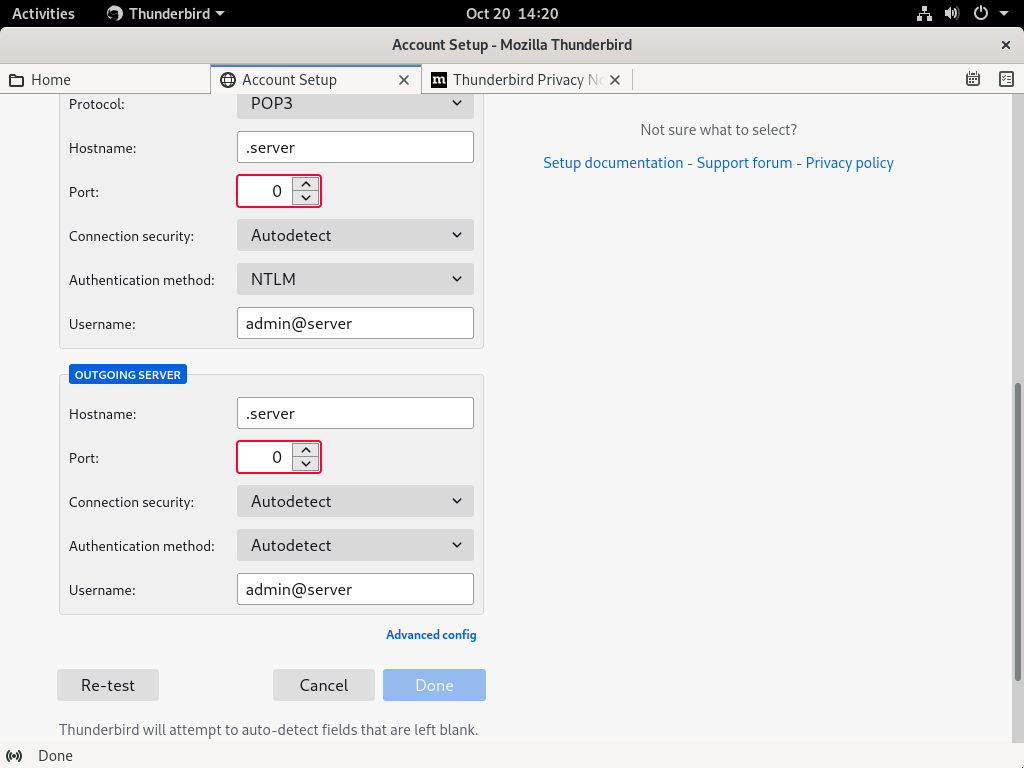 Activities Thunderbird Oct 20 14:20
Account Setup - Mozilla Thunderbird
Home Account Setup Thunderbird Privacy No
Protocol: POP3
Hostname: .server
Port: 0
Connection security: Autodetect
Authentication method: NTLM
Username: admin@server
OUTGOING SERVER
Hostname: .server
Port: 0
Connection security: Autodetect
Authentication method: Autodetect
Username: admin@server
Advanced config
Re-test Cancel Done
Thunderbird will attempt to auto-detect fields that are left blank.
Not sure what to select?
Setup documentation - Support forum - Privacy policy
Done